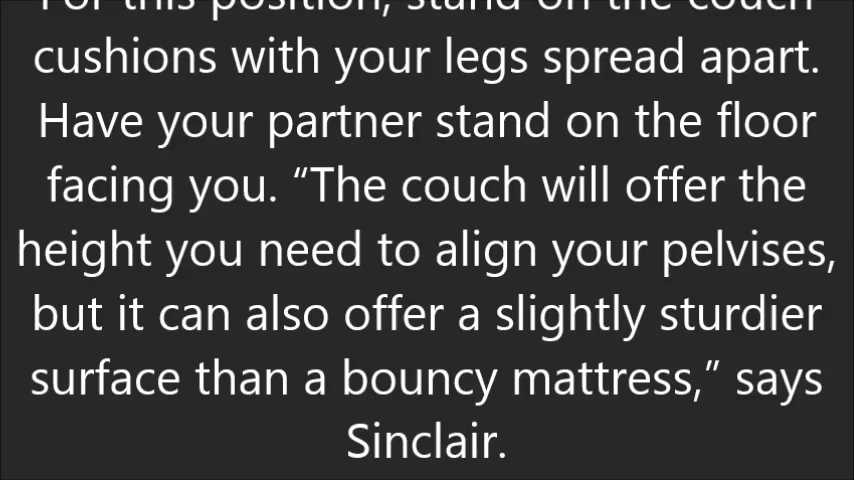 For this position, stand on the couch
cushions with your legs spread apart.
Have your partner stand on the floor
facing you. “The couch will offer the
height you need to align your pelvises,
but it can also offer a slightly sturdier
surface than a bouncy mattress,” says
Sinclair.